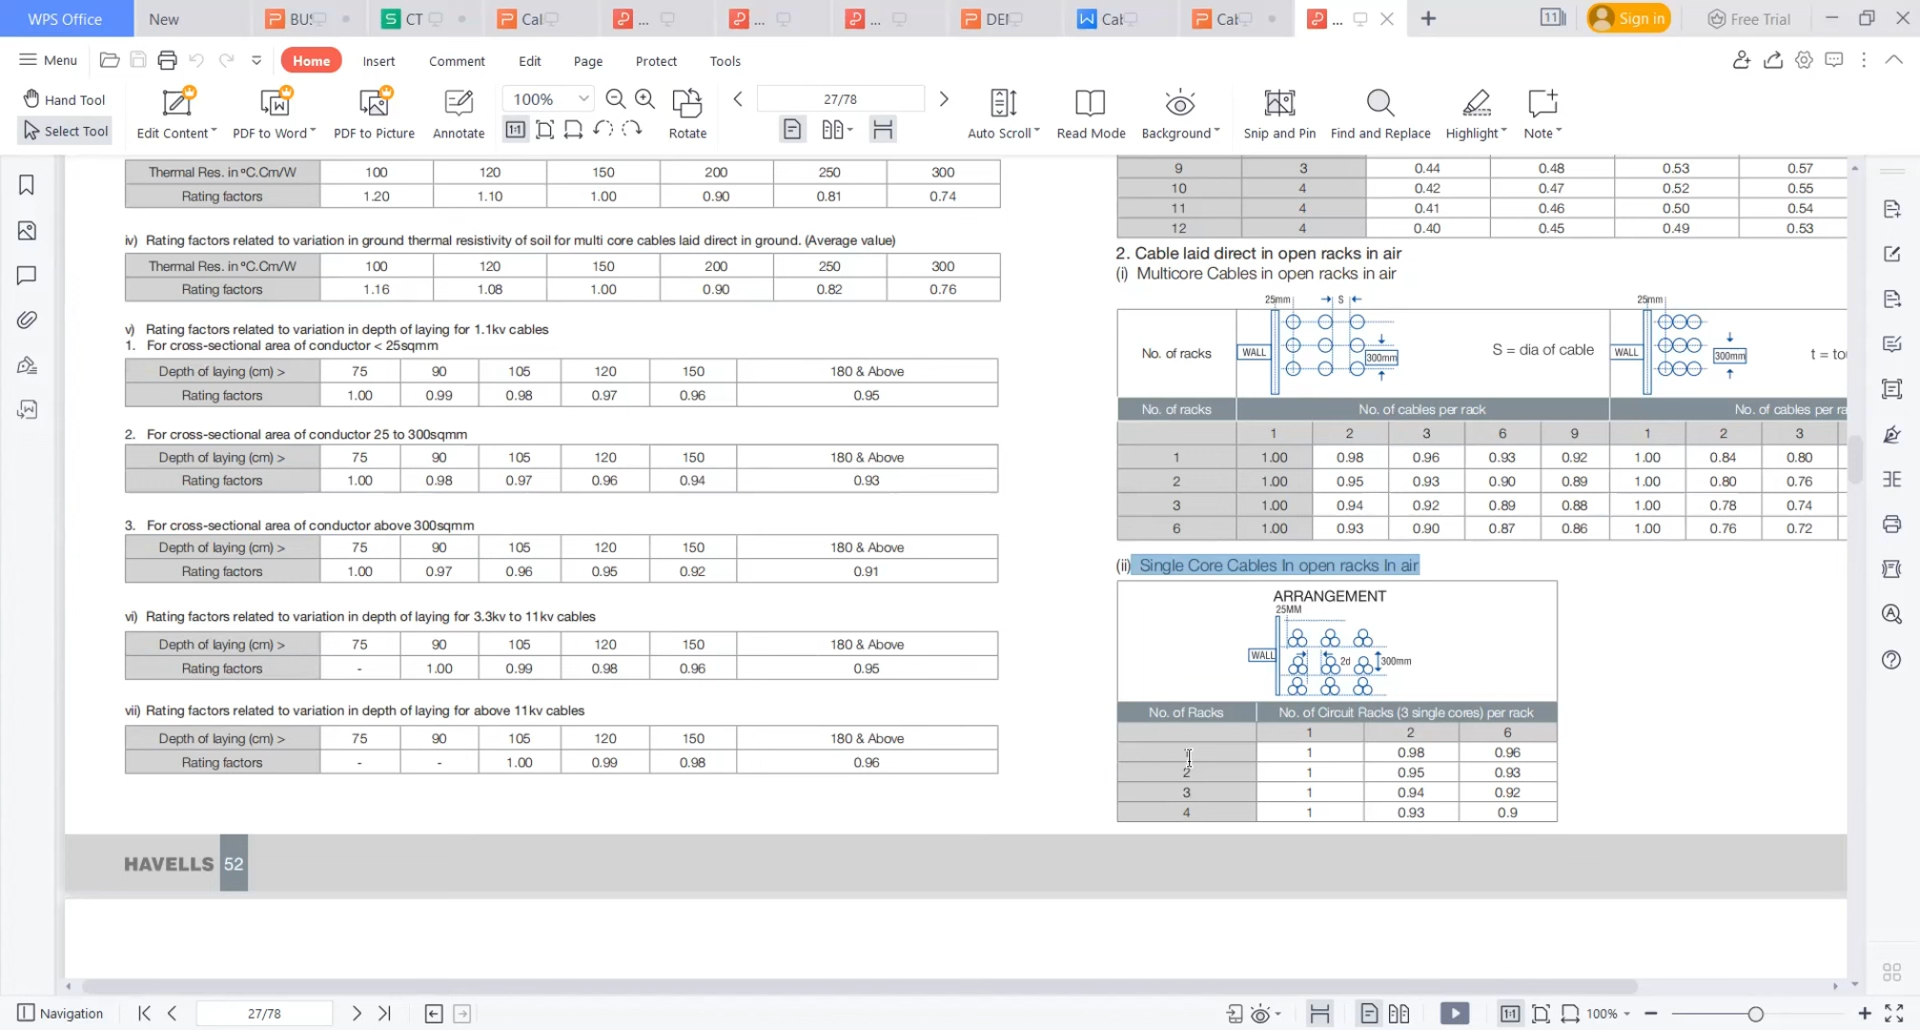 WPS Office New BU CT Cal ... ... ... DE Cal Cal ... 11 Sign in Free Trial
Menu Home Insert Comment Edit Page Protect Tools
Hand Tool 100% 27/78
Select Tool Edit Content PDF to Word PDF to Picture Annotate 1:1 Rotate Auto Scroll Read Mode Background Snip and Pin Find and Replace Highlight Note
Thermal Res. in ºC.Cm/W 100 120 150 200 250 300
Rating factors 1.20 1.10 1.00 0.90 0.81 0.74
iv) Rating factors related to variation in ground thermal resistivity of soil for multi core cables laid direct in ground. (Average value)
Thermal Res. in ºC.Cm/W 100 120 150 200 250 300
Rating factors 1.16 1.08 1.00 0.90 0.82 0.76
v) Rating factors related to variation in depth of laying for 1.1kv cables
1. For cross-sectional area of conductor < 25sqmm
Depth of laying (cm) > 75 90 105 120 150 180 & Above
Rating factors 1.00 0.99 0.98 0.97 0.96 0.95
2. For cross-sectional area of conductor 25 to 300sqmm
Depth of laying (cm) > 75 90 105 120 150 180 & Above
Rating factors 1.00 0.98 0.97 0.96 0.94 0.93
3. For cross-sectional area of conductor above 300sqmm
Depth of laying (cm) > 75 90 105 120 150 180 & Above
Rating factors 1.00 0.97 0.96 0.95 0.92 0.91
vi) Rating factors related to variation in depth of laying for 3.3kv to 11kv cables
Depth of laying (cm) > 75 90 105 120 150 180 & Above
Rating factors - 1.00 0.99 0.98 0.96 0.95
vii) Rating factors related to variation in depth of laying for above 11kv cables
Depth of laying (cm) > 75 90 105 120 150 180 & Above
Rating factors - - 1.00 0.99 0.98 0.96
HAVELLS 52
9 3 0.44 0.48 0.53 0.57
10 4 0.42 0.47 0.52 0.55
11 4 0.41 0.46 0.50 0.54
12 4 0.40 0.45 0.49 0.53
2. Cable laid direct in open racks in air
(i) Multicore Cables in open racks in air
25mm S 25mm
No. of racks WALL 300mm S = dia of cable WALL 300mm t =
No. of racks No. of cables per rack No. of cables per
1 2 3 6 9 1 2 3
1 1.00 0.98 0.96 0.93 0.92 1.00 0.84 0.80
2 1.00 0.95 0.93 0.90 0.89 1.00 0.80 0.76
3 1.00 0.94 0.92 0.89 0.88 1.00 0.78 0.74
6 1.00 0.93 0.90 0.87 0.86 1.00 0.76 0.72
(ii) Single Core Cables In open racks In air
ARRANGEMENT
25MM
WALL 2d 300mm
No. of Racks No. of Circuit Racks (3 single cores) per rack
1 2 6
1 0.98 0.96
2 1 0.95 0.93
3 1 0.94 0.92
4 1 0.93 0.9
Navigation 27/78 1:1 100%